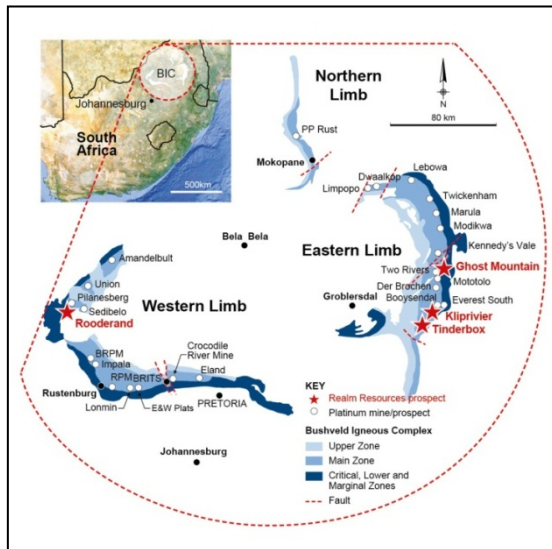 BIC
Johannesburg
South
Africa
500km
Northern
Limb
N
80 km
PP Rust
Mokopane
Dwaalkop
Lebowa
Limpopo
Twickenham
Marula
Modikwa
Kennedy's Vale
Bela Bela
Eastern Limb
Ghost Mountain
Two Rivers
Mototolo
Der Brochen
Booysendal
Everest South
Groblersdal
Kliprivier
Tinderbox
Amandelbult
Union
Pilanesberg
Sedibelo
Rooderand
Western Limb
BRPM
Impala
Crocodile
River Mine
Eland
Rustenburg
RPM
BRITS
Lonmin
E&W Plats
PRETORIA
Johannesburg
KEY
Realm Resources prospect
Platinum mine/prospect
Bushveld Igneous Complex
Upper Zone
Main Zone
Critical, Lower and
Marginal Zones
Fault